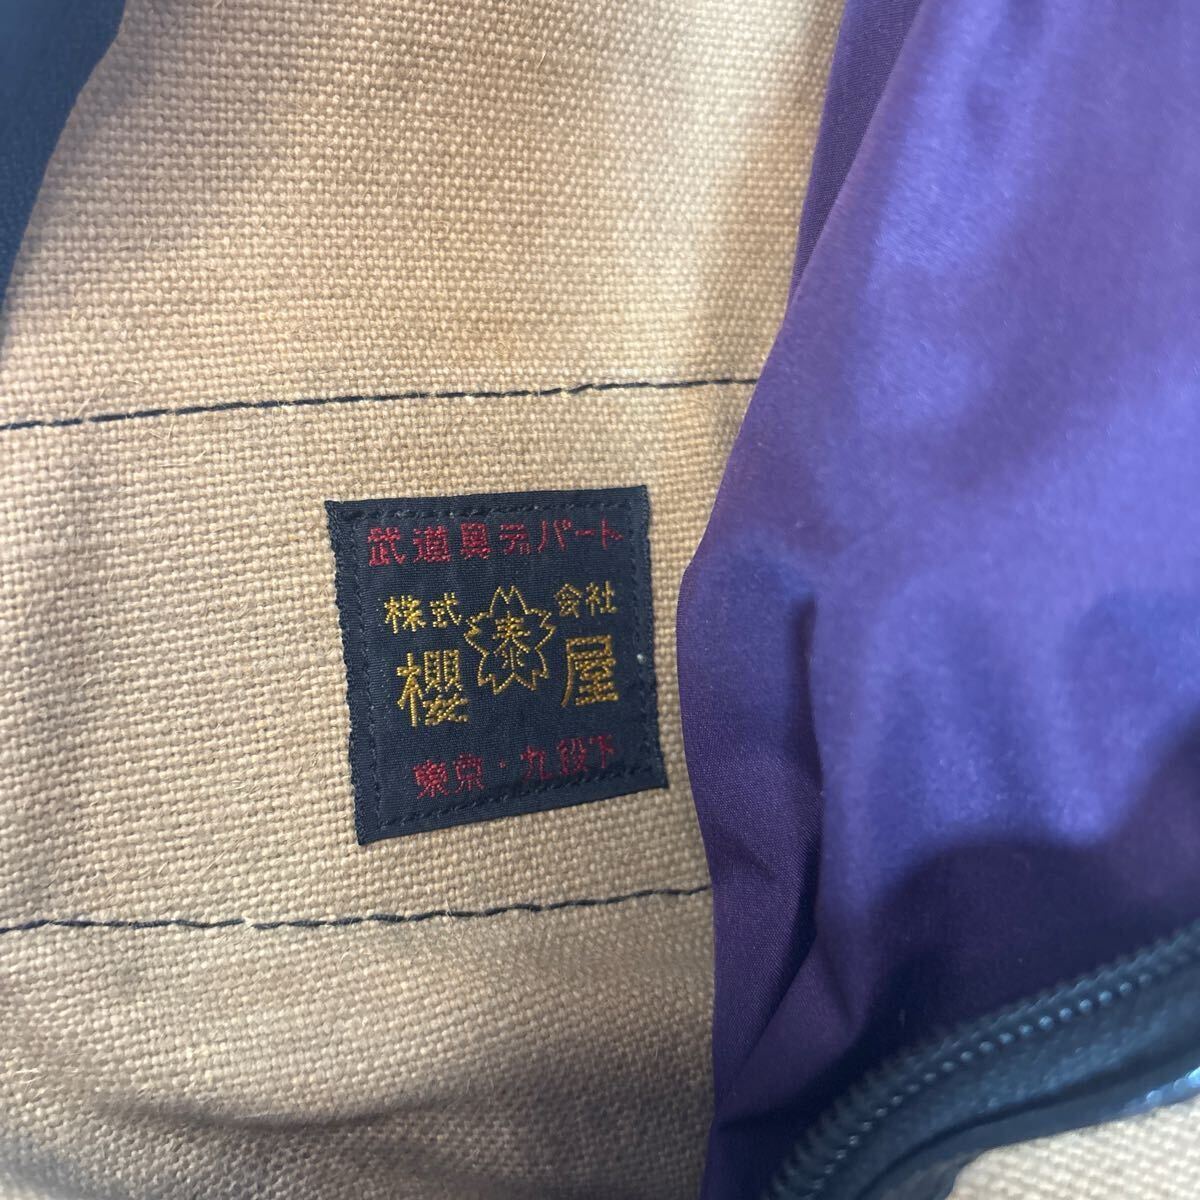 武道具デパート
株式会社
櫻屋
東京・九段下